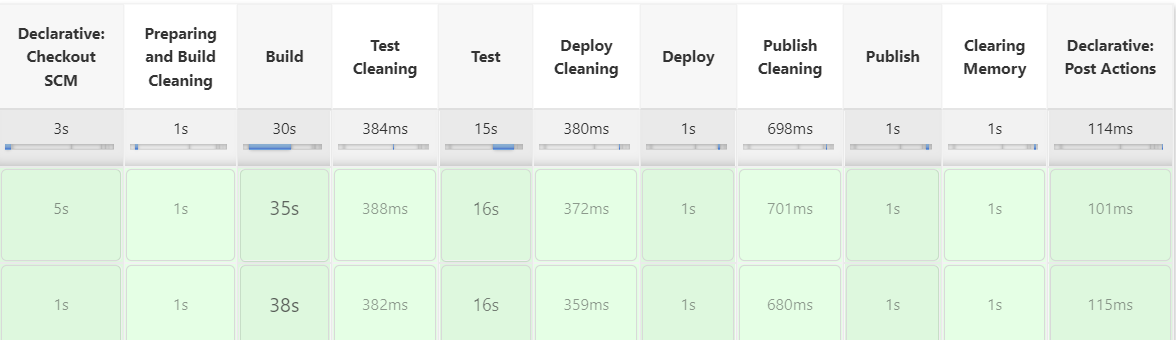 Declarative: Checkout SCM
Preparing and Build Cleaning
Build
Test Cleaning
Test
Deploy Cleaning
Deploy
Publish Cleaning
Publish
Clearing Memory
Declarative: Post Actions
3s 1s 30s 384ms 15s 380ms 1s 698ms 1s 1s 114ms
5s 1s 35s 388ms 16s 372ms 1s 701ms 1s 1s 101ms
1s 1s 38s 382ms 16s 359ms 1s 680ms 1s 1s 115ms